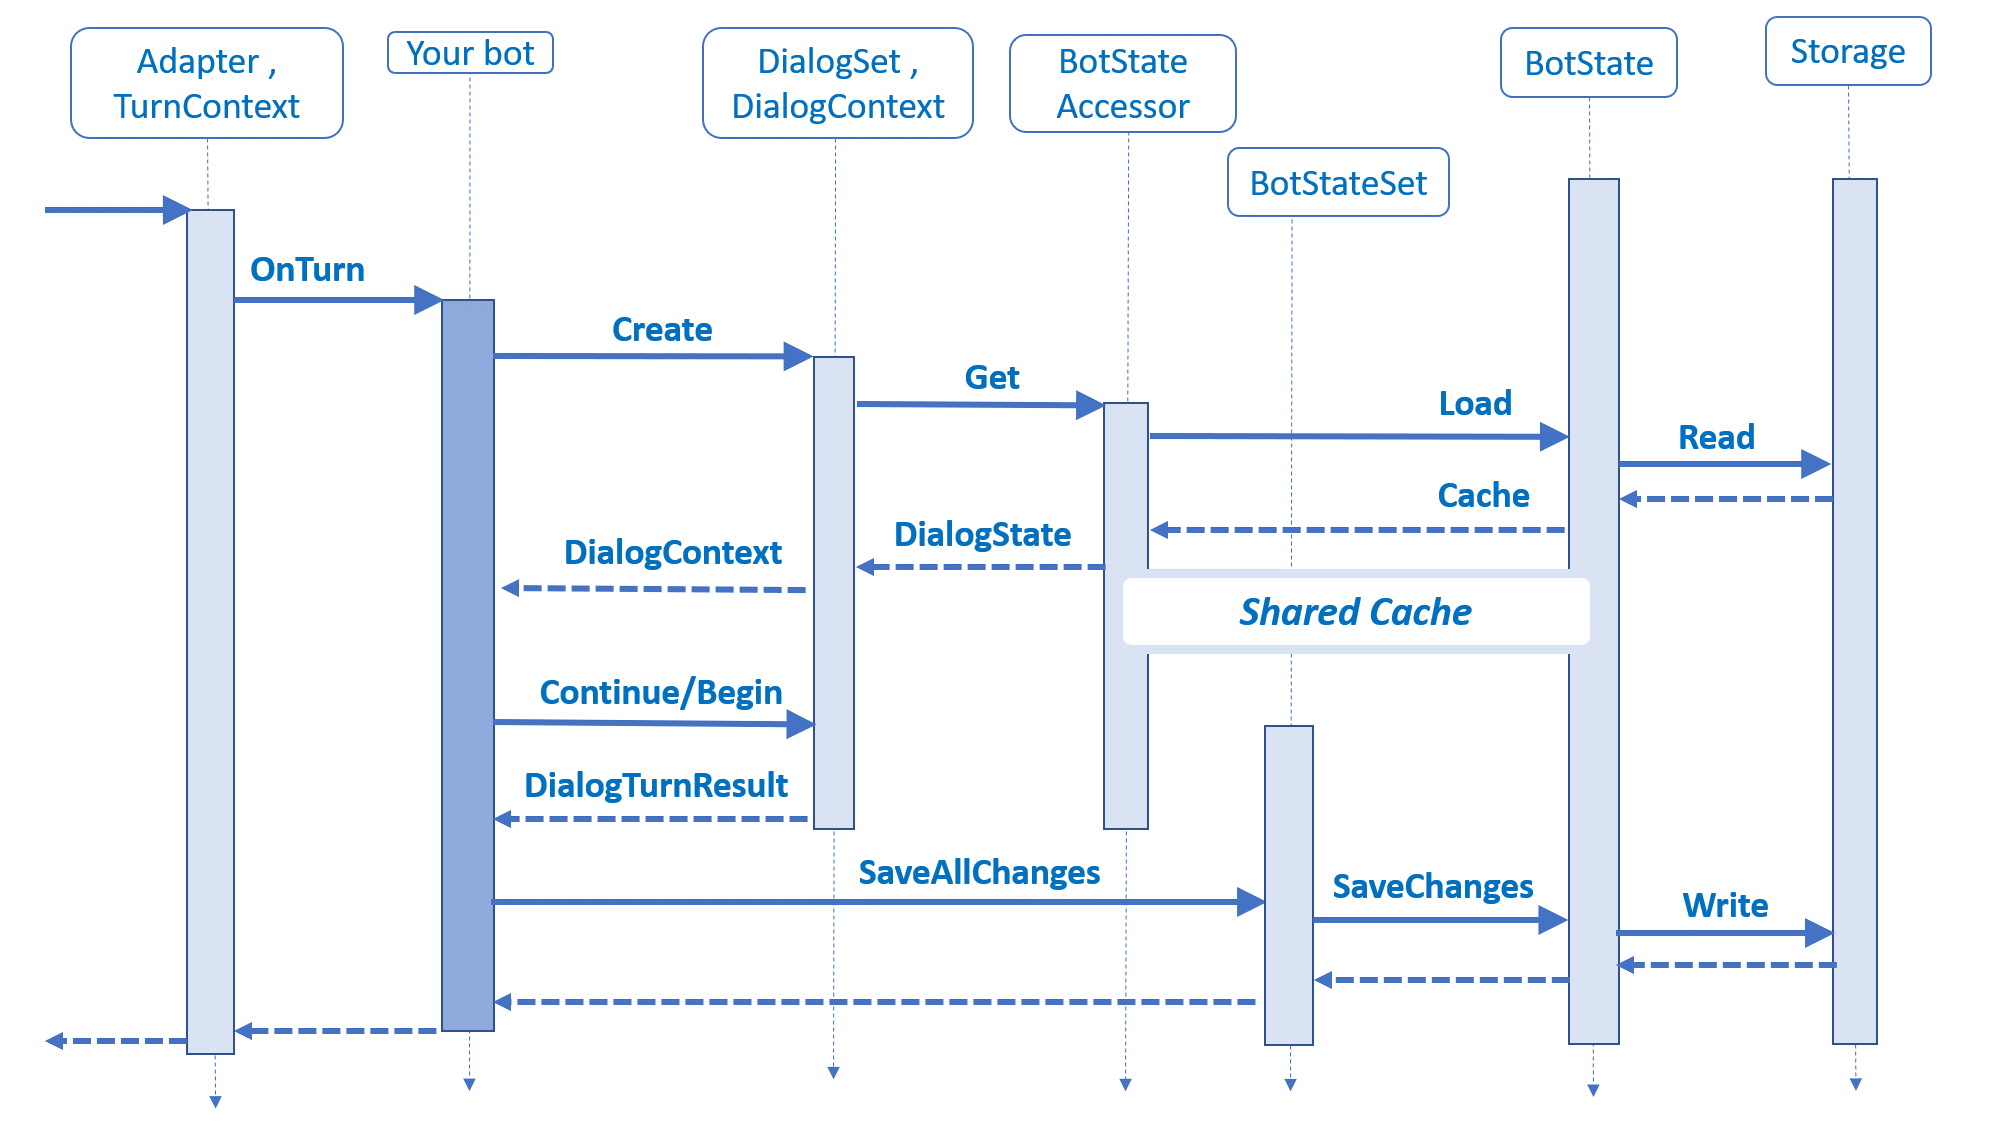 Adapter ,
TurnContext
Your bot
DialogSet ,
DialogContext
BotState
Accessor
BotStateSet
BotState
Storage
OnTurn
Create
Get
Load
Read
Cache
DialogState
DialogContext
Shared Cache
Continue/Begin
DialogTurnResult
SaveAllChanges
SaveChanges
Write